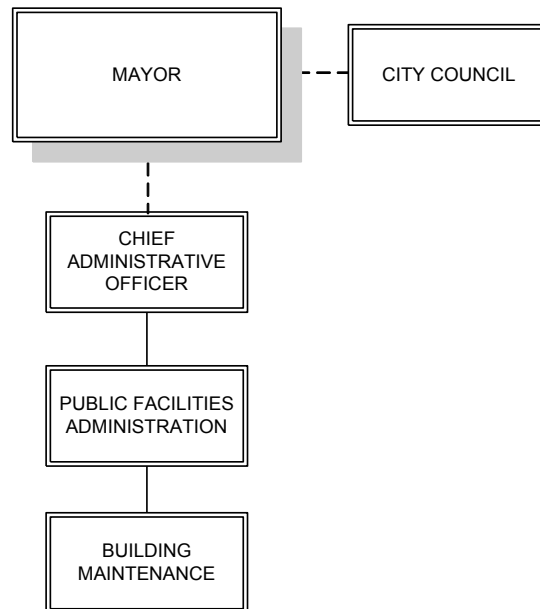 MAYOR
CITY COUNCIL
CHIEF
ADMINISTRATIVE
OFFICER
PUBLIC FACILITIES
ADMINISTRATION
BUILDING
MAINTENANCE